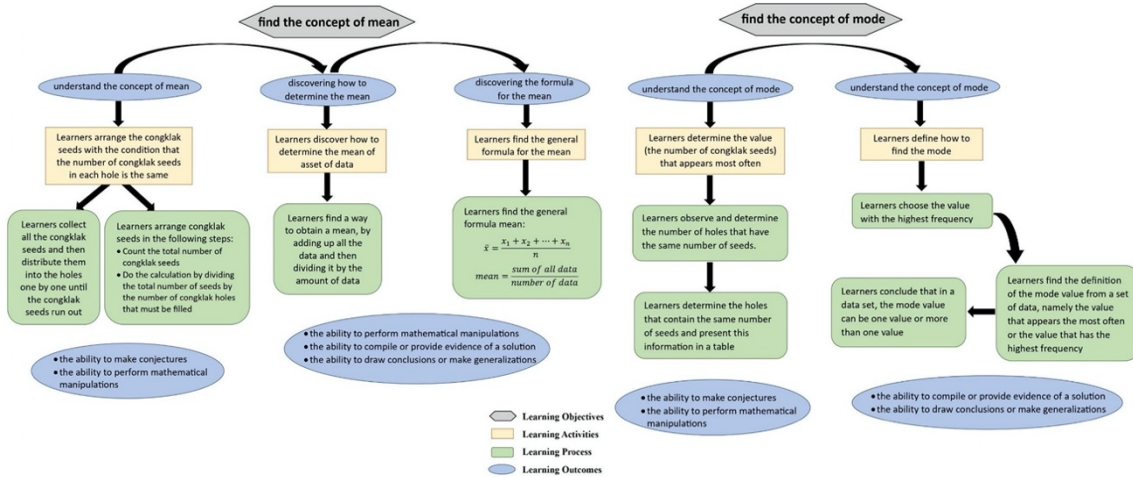 find the concept of mean
understand the concept of mean
discovering how to
determine the mean
discovering the formula
for the mean
Learners arrange the congklak
seeds with the condition that
the number of congklak seeds
in each hole is the same
Learners discover how to
determine the mean of
asset of data
Learners find the general
formula for the mean
Learners collect
all the congklak
seeds and then
distribute them
into the holes
one by one until
the congklak
seeds run out
Learners arrange congklak
seeds in the following steps:
• Count the total number of
congklak seeds
• Do the calculation by dividing
the total number of seeds by
the number of congklak holes
that must be filled
Learners find a way
to obtain a mean, by
adding up all the
data and then
dividing it by the
amount of data
Learners find the general
formula mean:
x̄ = (x₁ + x₂ + ⋯ + xₙ) / n
mean = sum of all data / number of data
• the ability to make conjectures
• the ability to perform mathematical
manipulations
• the ability to perform mathematical manipulations
• the ability to compile or provide evidence of a solution
• the ability to draw conclusions or make generalizations
find the concept of mode
understand the concept of mode
understand the concept of mode
Learners determine the value
(the number of congklak seeds)
that appears most often
Learners define how to
find the mode
Learners observe and determine
the number of holes that have
the same number of seeds.
Learners determine the holes
that contain the same number
of seeds and present this
information in a table
Learners choose the value
with the highest frequency
Learners find the definition
of the mode value from a set
of data, namely the value
that appears the most often
or the value that has the
highest frequency
Learners conclude that in a
data set, the mode value
can be one value or more
than one value
• the ability to make conjectures
• the ability to perform mathematical
manipulations
• the ability to compile or provide evidence of a solution
• the ability to draw conclusions or make generalizations
Learning Objectives
Learning Activities
Learning Process
Learning Outcomes